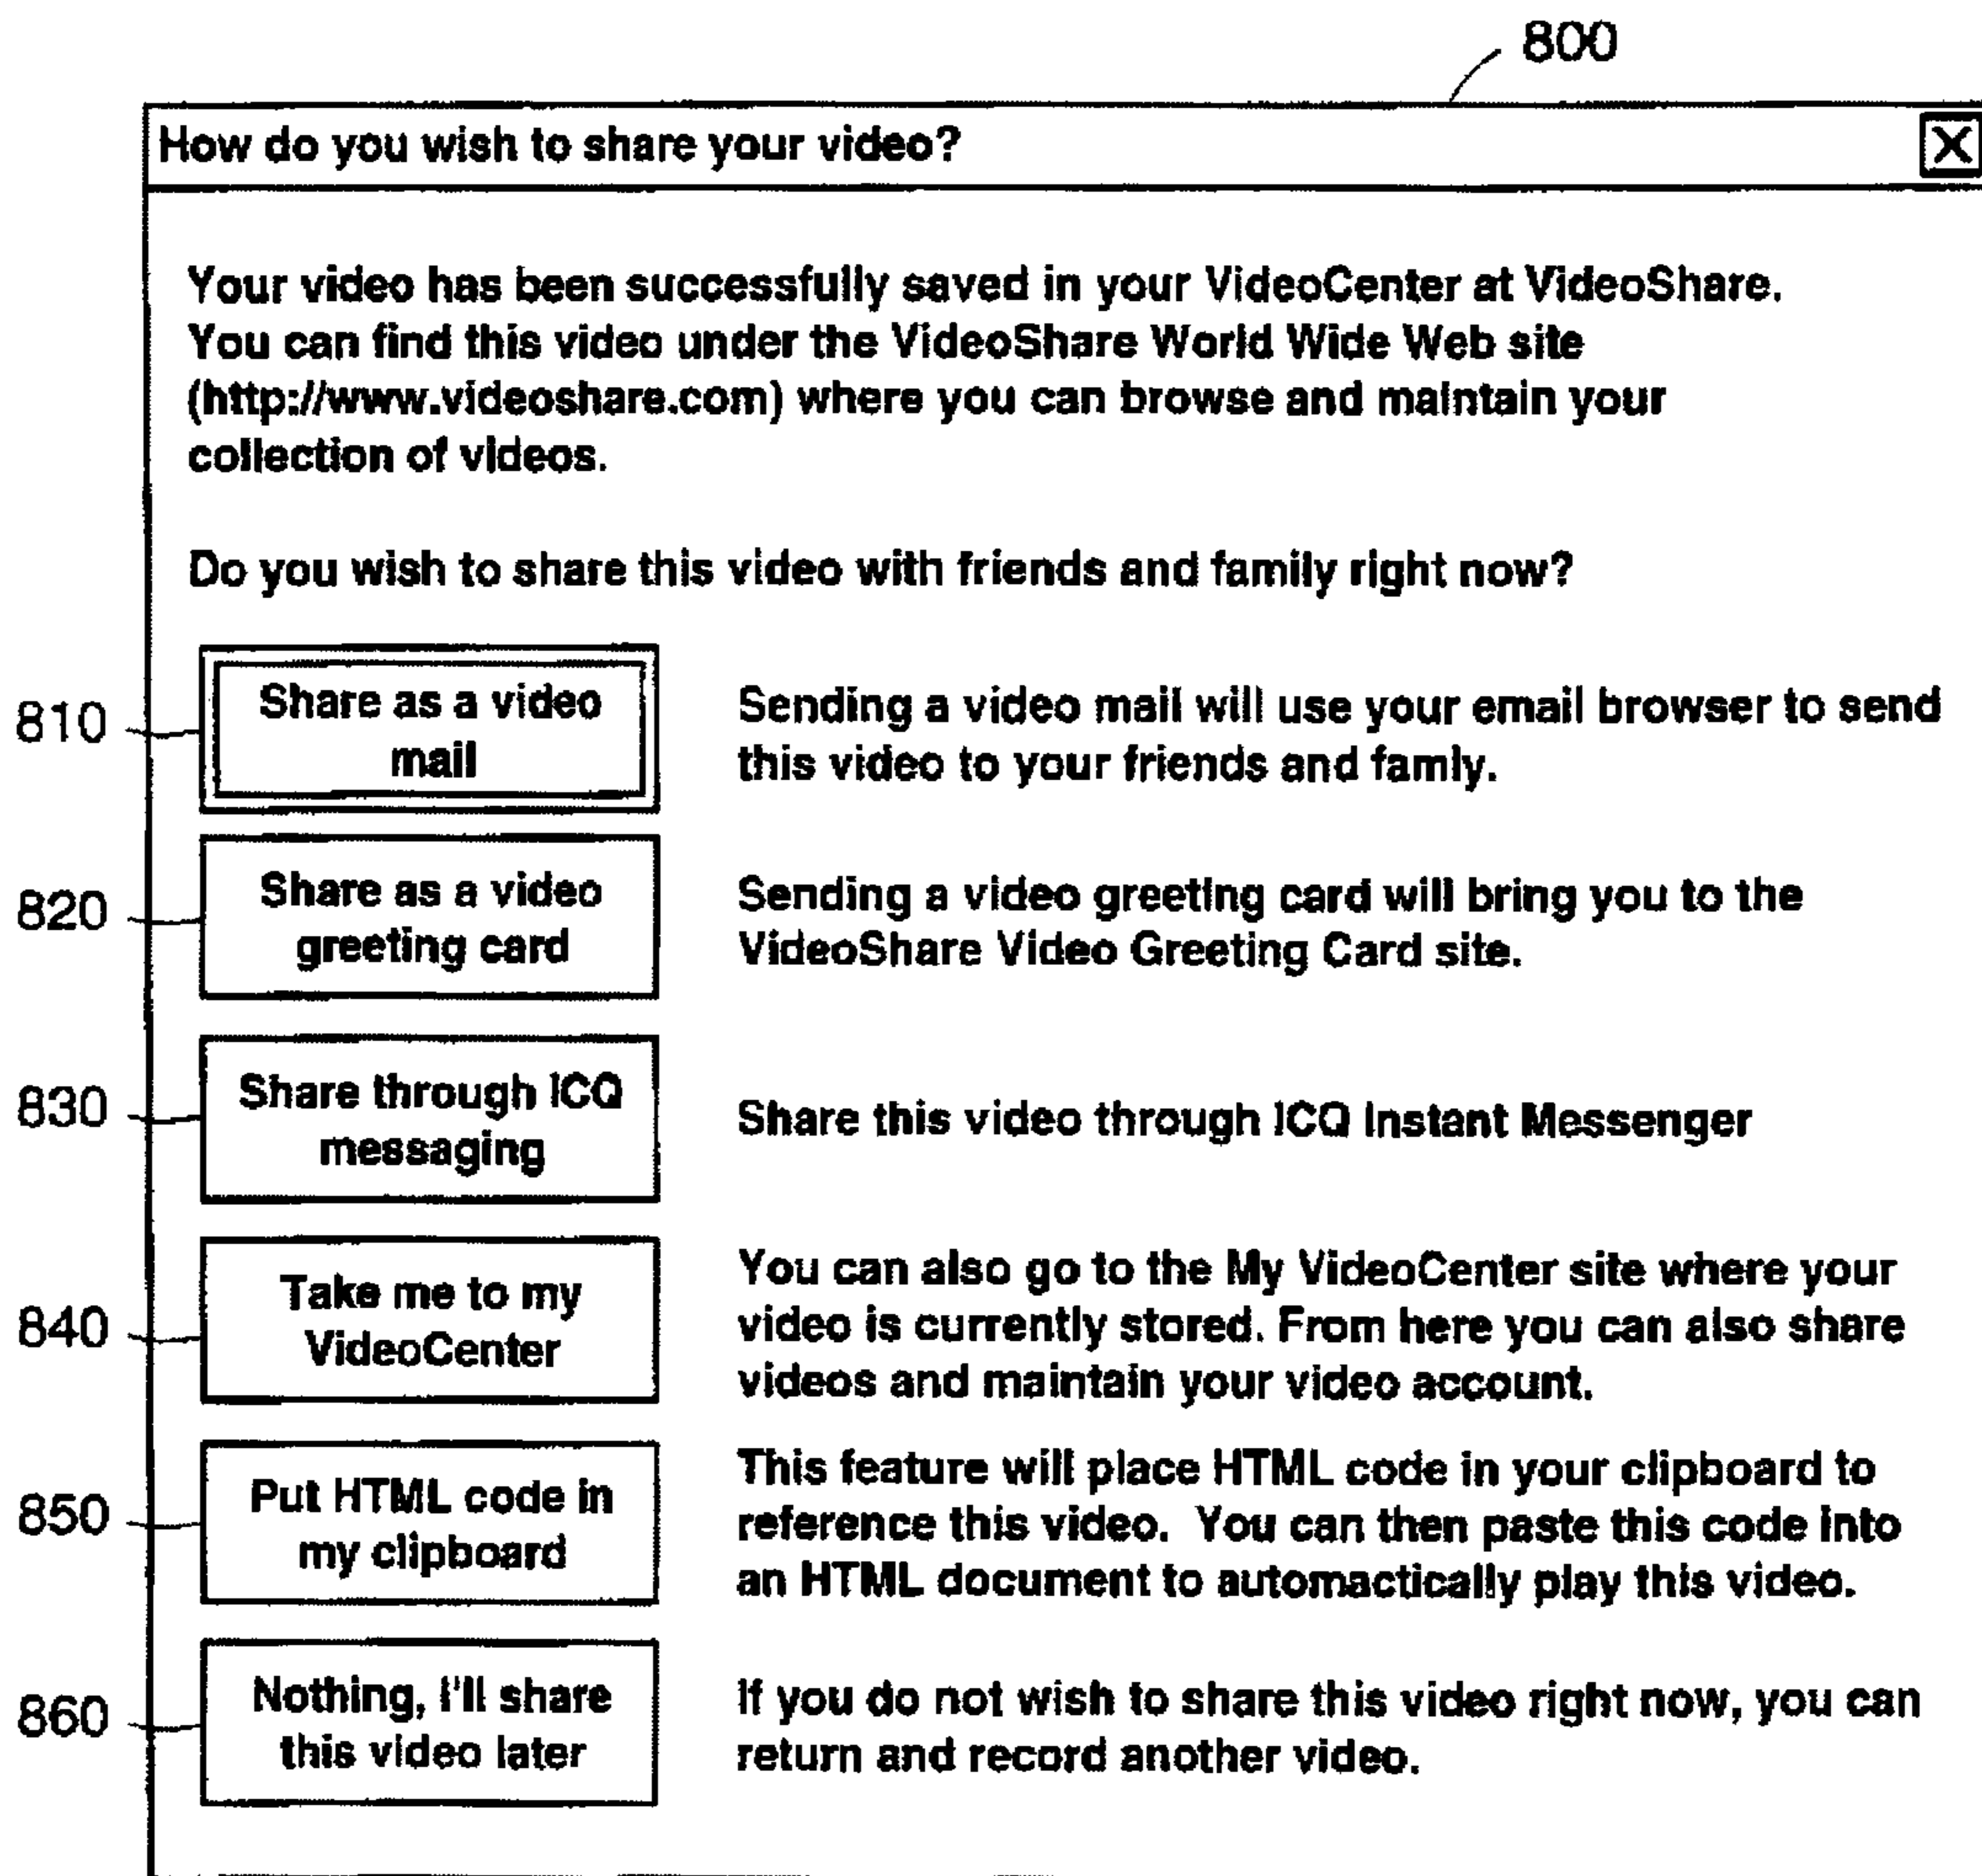 800
How do you wish to share your video?
X
Your video has been successfully saved in your VideoCenter at VideoShare.
You can find this video under the VideoShare World Wide Web site
(http://www.videoshare.com) where you can browse and maintain your
collection of videos.
Do you wish to share this video with friends and family right now?
810
Share as a video
mail
Sending a video mail will use your email browser to send
this video to your friends and famly.
820
Share as a video
greeting card
Sending a video greeting card will bring you to the
VideoShare Video Greeting Card site.
830
Share through ICQ
messaging
Share this video through ICQ Instant Messenger
840
Take me to my
VideoCenter
You can also go to the My VideoCenter site where your
video is currently stored. From here you can also share
videos and maintain your video account.
850
Put HTML code in
my clipboard
This feature will place HTML code in your clipboard to
reference this video. You can then paste this code into
an HTML document to automactically play this video.
860
Nothing, I'll share
this video later
If you do not wish to share this video right now, you can
return and record another video.